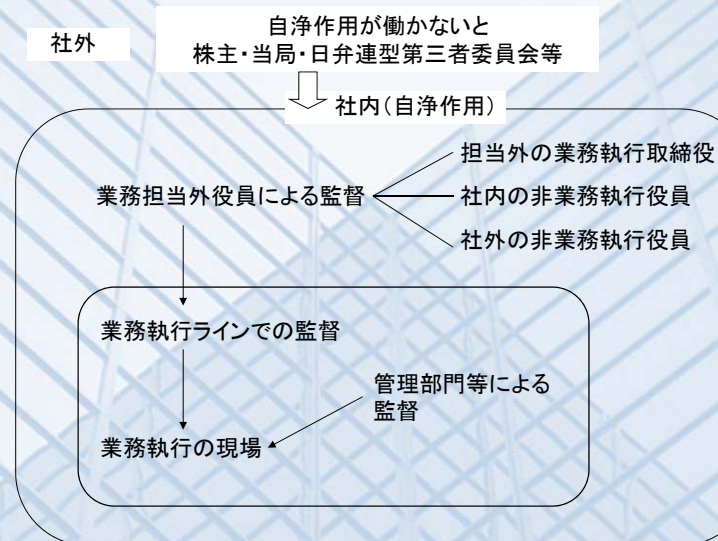 社外
自浄作用が働かないと
株主・当局・日弁連型第三者委員会等
社内（自浄作用）
担当外の業務執行取締役
業務担当外役員による監督
社内の非業務執行役員
社外の非業務執行役員
業務執行ラインでの監督
管理部門等による
監督
業務執行の現場